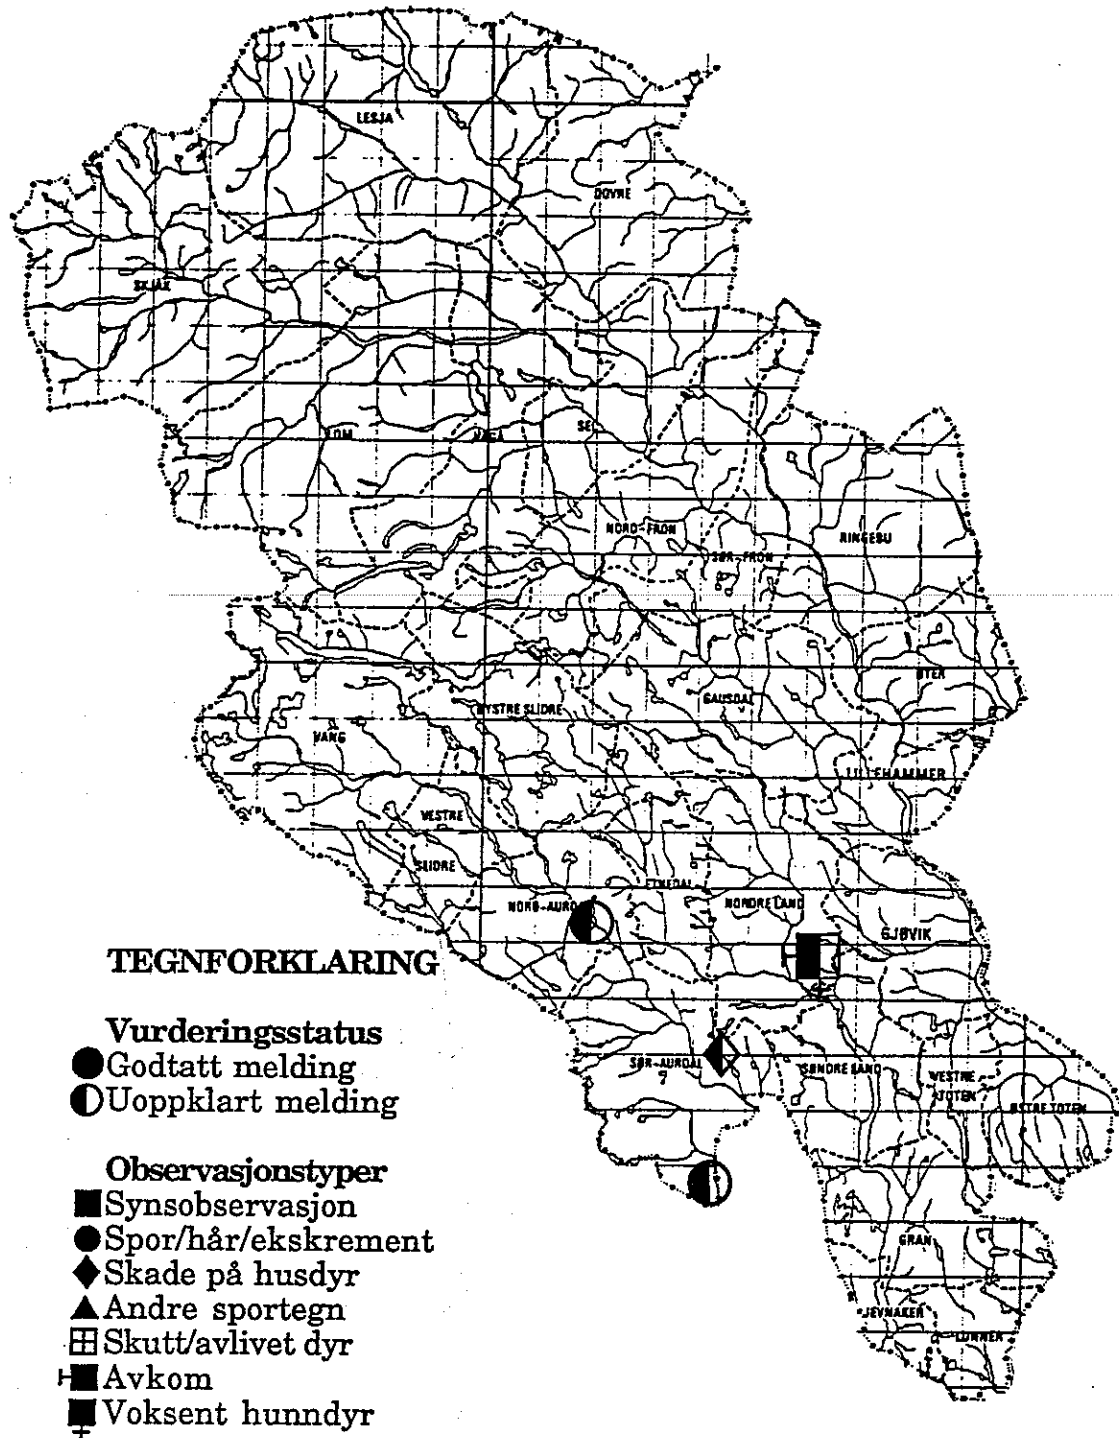 LESJA
DOVRE
SKJÅK
LOM
VÅGÅ
SEL
NORD-FRON
SØR-FRON
RINGEBU
ØYER
GAUSDAL
ØYSTRE SLIDRE
VANG
LILLEHAMMER
VESTRE
SLIDRE
ETNEDAL
NORD-AURDAL
NORDRE LAND
GJØVIK
SØR-AURDAL
7
SØNDRE LAND
VESTRE
TOTEN
ØSTRE TOTEN
GRAN
JEVNAKER
LUNNER
TEGNFORKLARING
Vurderingsstatus
Godtatt melding
Uoppklart melding
Observasjonstyper
Synsobservasjon
Spor/hår/ekskrement
Skade på husdyr
Andre sportegn
Skutt/avlivet dyr
Avkom
Voksent hunndyr